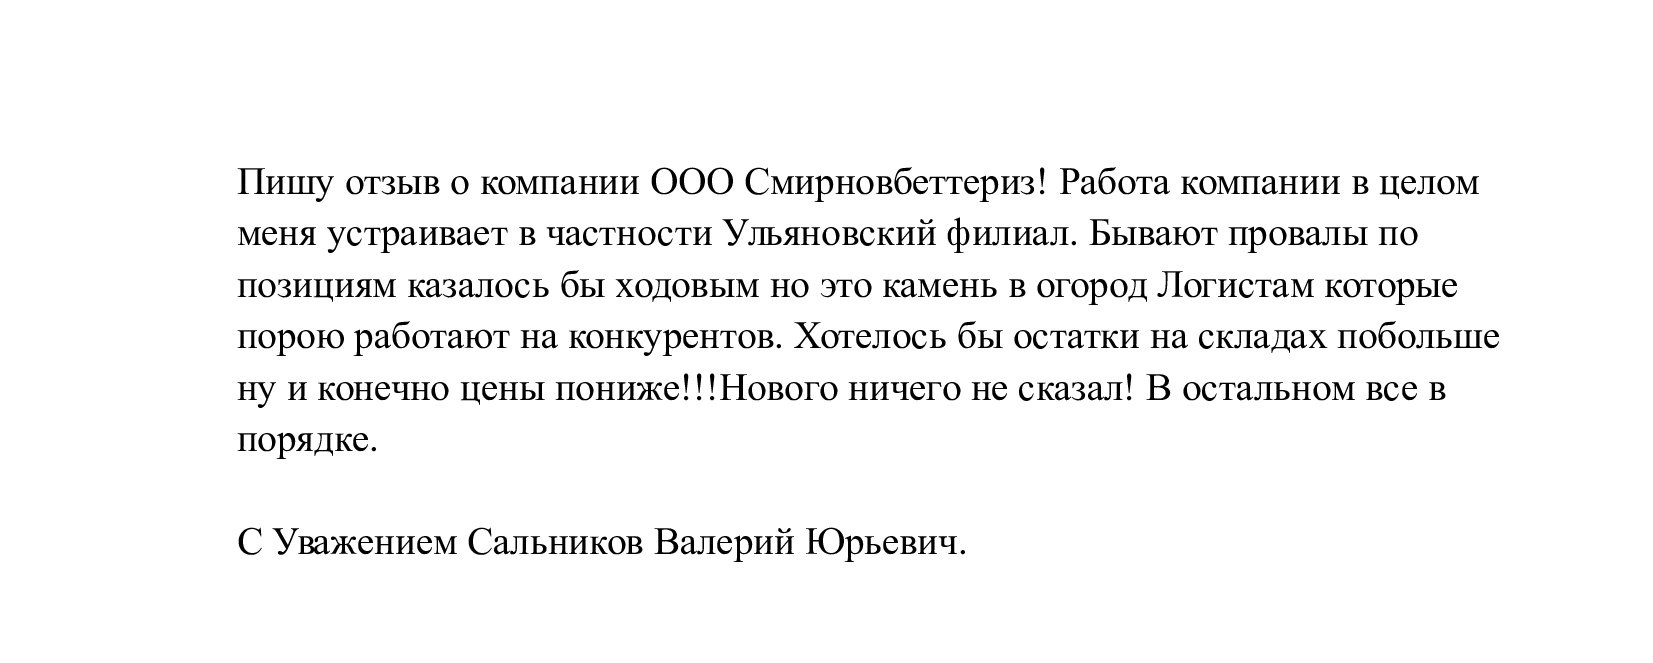 Пишу отзыв о компании ООО Смирновбеттериз! Работа компании в целом
меня устраивает в частности Ульяновский филиал. Бывают провалы по
позициям казалось бы ходовым но это камень в огород Логистам которые
порою работают на конкурентов. Хотелось бы остатки на складах побольше
ну и конечно цены пониже!!!Нового ничего не сказал! В остальном все в
порядке.
С Уважением Сальников Валерий Юрьевич.